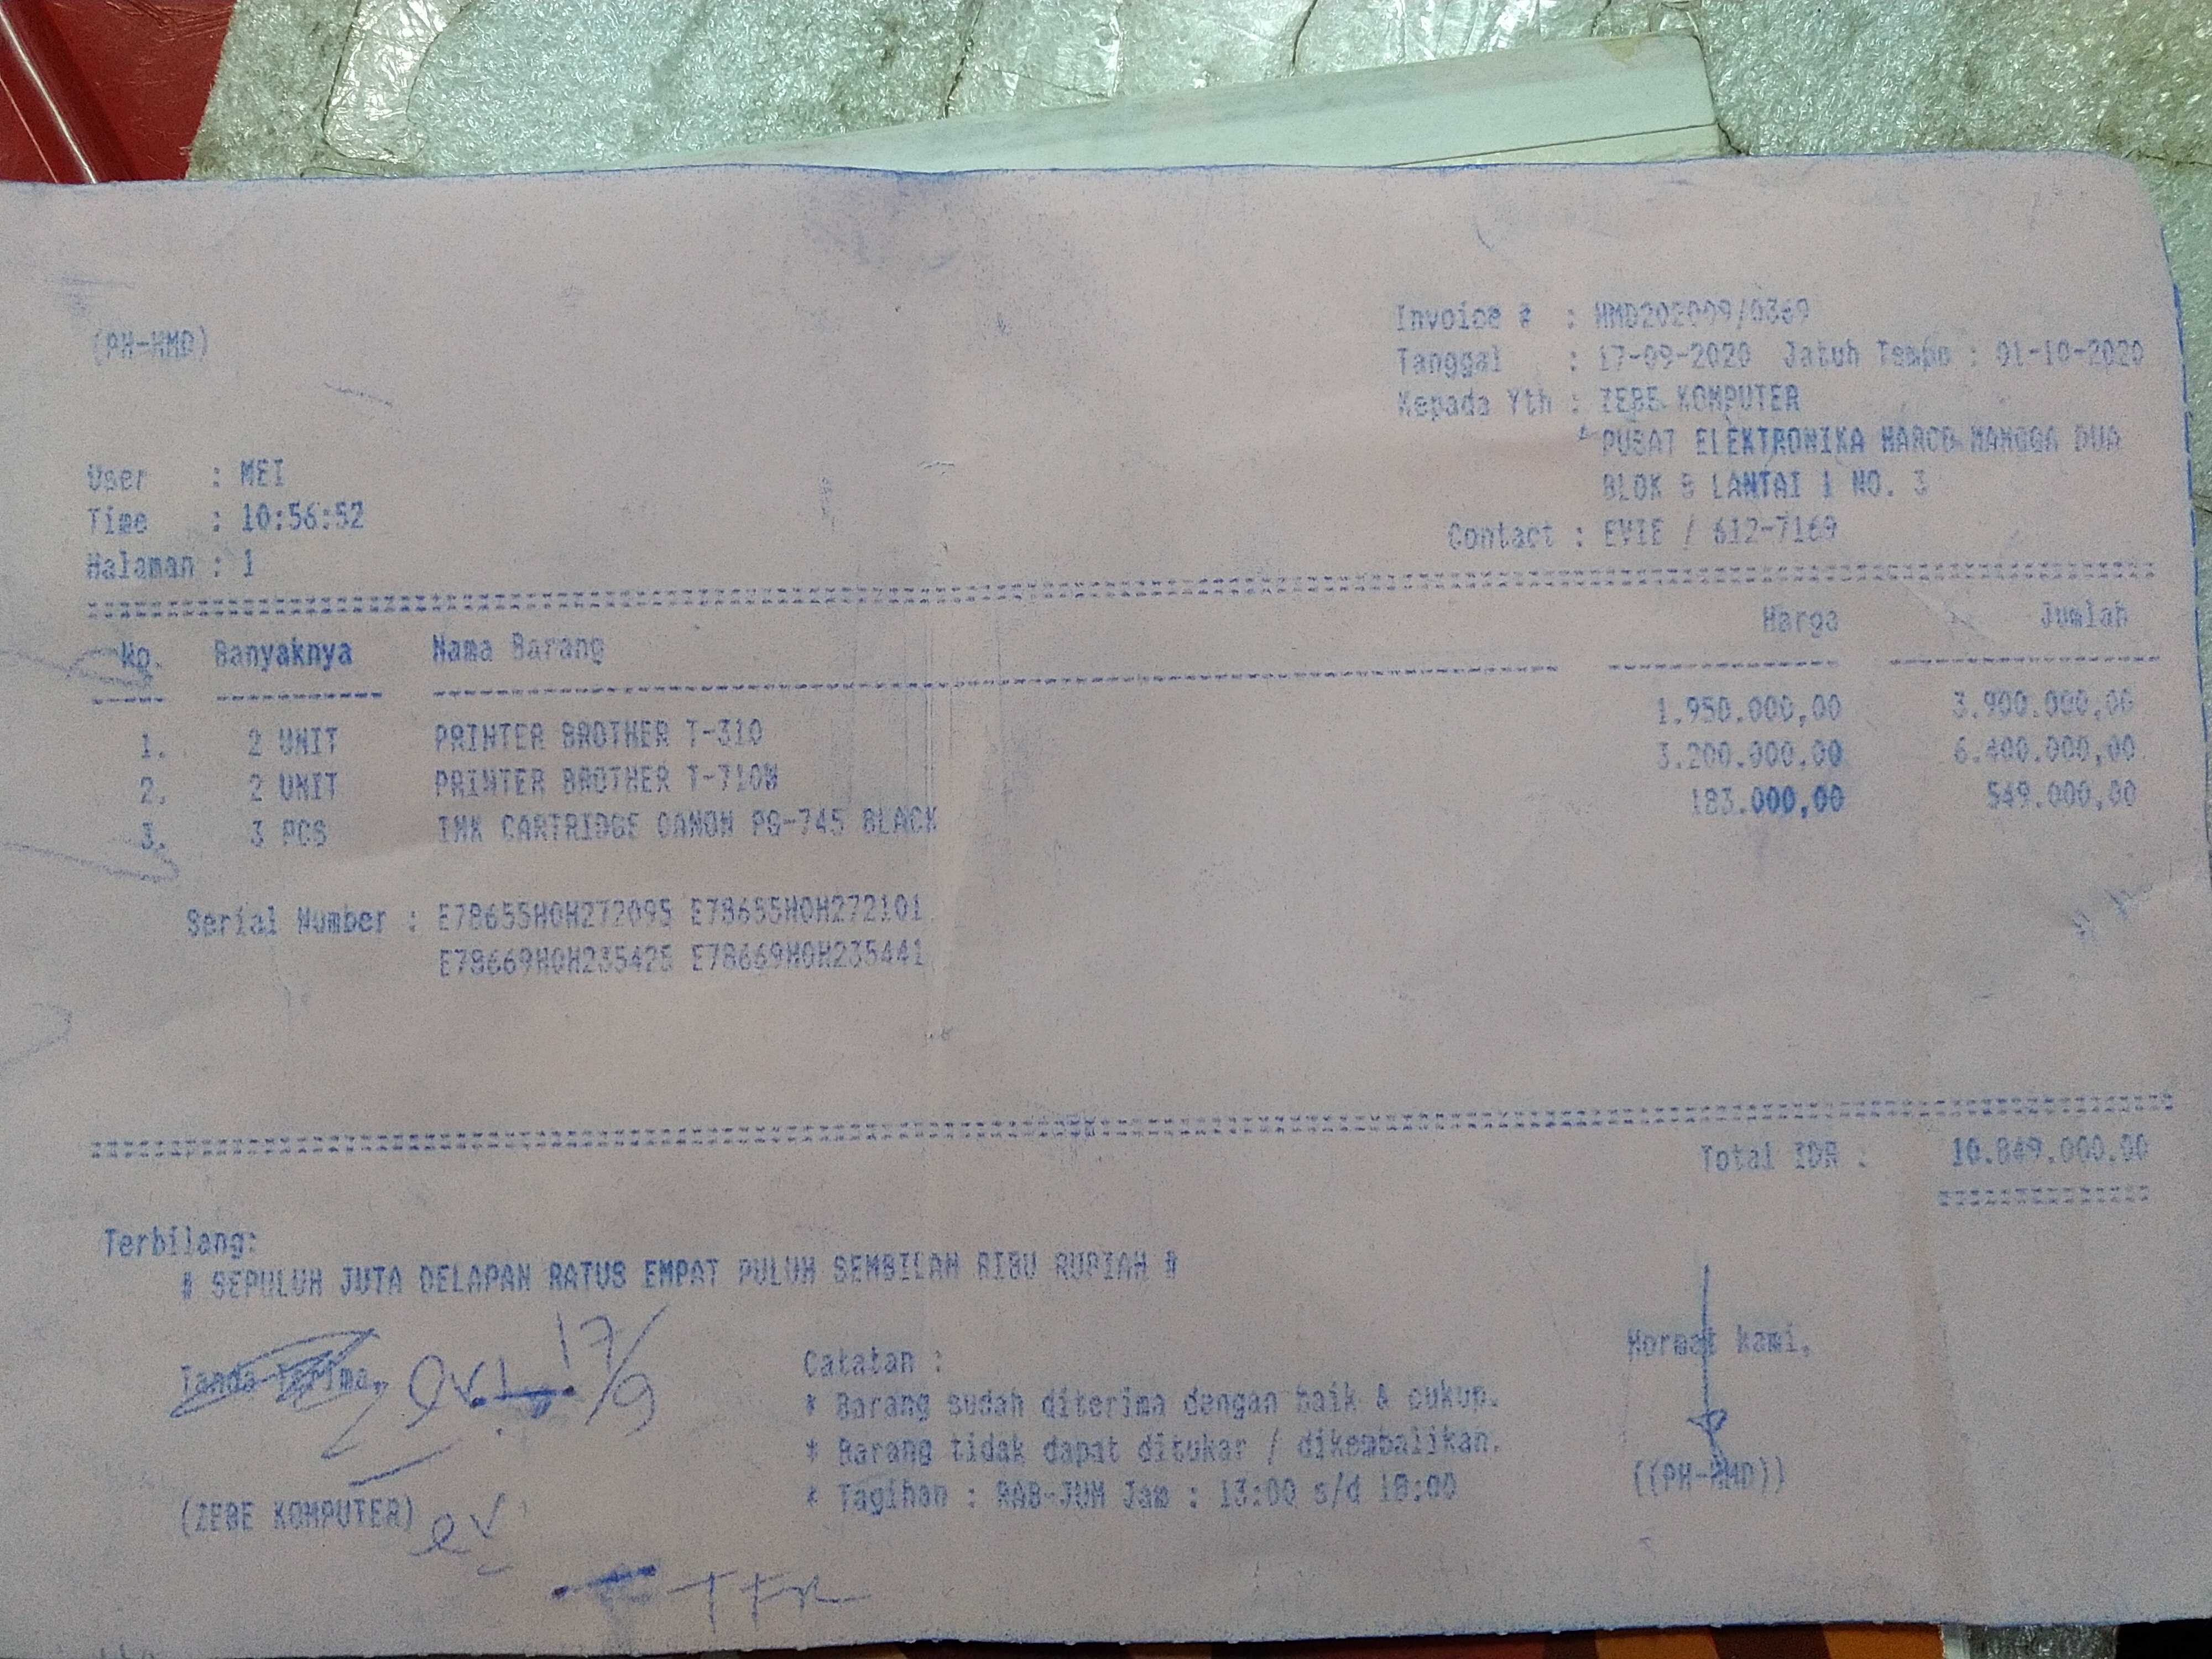 (PH-HMD)
Invoice # : HMD202009/0369
Tanggal : 17-09-2020 Jatuh Tempo : 01-10-2020
Kepada Yth : ZEBE KOMPUTER
PUSAT ELEKTRONIKA HARCO MANGGA DUA
BLOK B LANTAI 1 NO. 3
Contact : EVIE / 612-7169
User : MEI
Time : 10:56:52
Halaman : 1
No. Banyaknya Nama Barang Harga Jumlah
1. 2 UNIT PRINTER BROTHER T-310 1.950.000,00 3.900.000,00
2. 2 UNIT PRINTER BROTHER T-710W 3.200.000,00 6.400.000,00
3. 3 PCS INK CARTRIDGE CANON PG-745 BLACK 183.000,00 549.000,00
Serial Number : E78655H0H272095 E78655H0H272101
E78669H0H235425 E78669H0H235441
Total IDR : 10.849.000,00
Terbilang:
# SEPULUH JUTA DELAPAN RATUS EMPAT PULUH SEMBILAN RIBU RUPIAH #
Tanda Terima, 17/9
Catatan :
* Barang sudah diterima dengan baik & cukup.
* Barang tidak dapat ditukar / dikembalikan.
* Tagihan : RAB-JUM Jam : 13:00 s/d 18:00
Hormat kami,
((PH-HMD))
(ZEBE KOMPUTER)